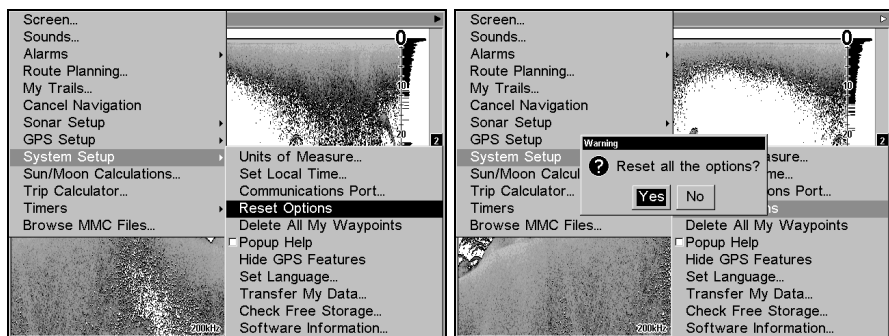 Screen...
Sounds...
Alarms
Route Planning...
My Trails...
Cancel Navigation
Sonar Setup
GPS Setup
System Setup
Sun/Moon Calculations...
Trip Calculator...
Timers
Browse MMC Files...
0
10
20
2
Units of Measure...
Set Local Time...
Communications Port...
Reset Options
Delete All My Waypoints
Popup Help
Hide GPS Features
Set Language...
Transfer My Data...
Check Free Storage...
Software Information...
200kHz
Screen...
Sounds...
Alarms
Route Planning...
My Trails...
Cancel Navigation
Sonar Setup
GPS Setup
System Setup
Sun/Moon Calcul
Trip Calculator...
Timers
Browse MMC Files...
0
10
20
2
Warning
Reset all the options?
Yes No
asure...
me...
ons Port...
ns
Delete All My Waypoints
Popup Help
Hide GPS Features
Set Language...
Transfer My Data...
Check Free Storage...
Software Information...
200kHz